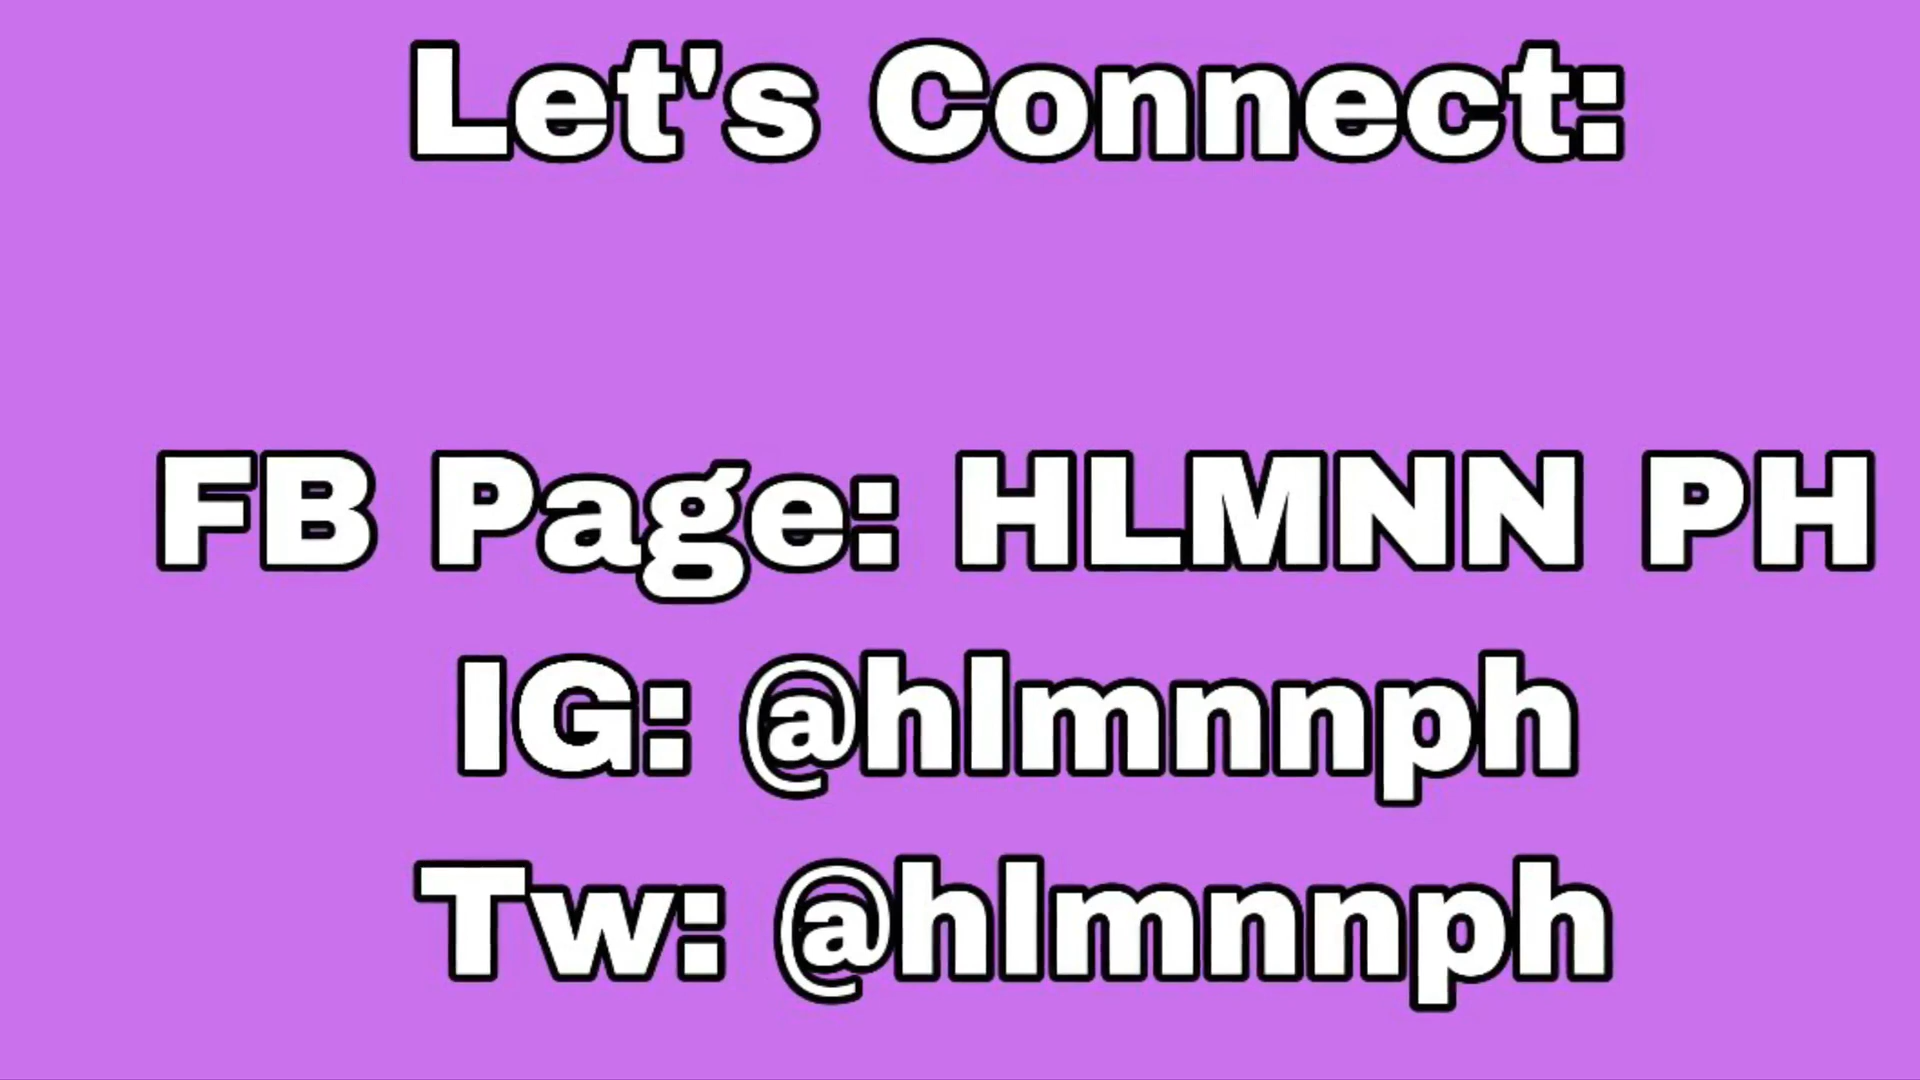 Let's Connect:
FB Page: HLMNN PH
IG: @hlmnnph
Tw: @hlmnnph